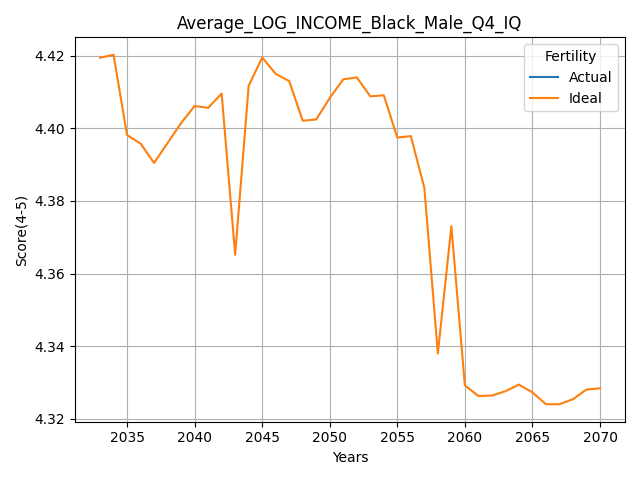 Average_LOG_INCOME_Black_Male_Q4_IQ
Fertility
Actual
Ideal
Score(4-5)
4.42
4.40
4.38
4.36
4.34
4.32
2035 2040 2045 2050 2055 2060 2065 2070
Years